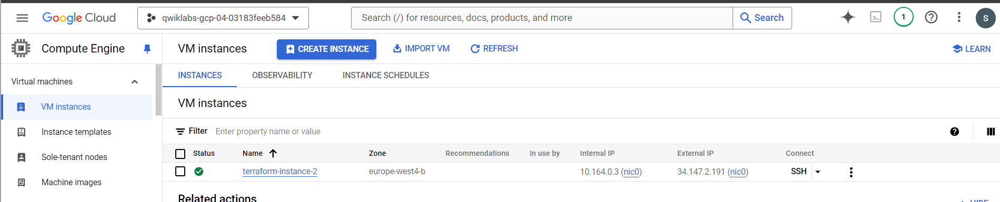 Google Cloud
qwiklabs-gcp-04-03183feeb584
Search (/) for resources, docs, products, and more
Search
1
S
Compute Engine
VM instances
CREATE INSTANCE
IMPORT VM
REFRESH
LEARN
Virtual machines
INSTANCES
OBSERVABILITY
INSTANCE SCHEDULES
VM instances
Instance templates
Sole-tenant nodes
Machine images
VM instances
Filter Enter property name or value
Status Name Zone Recommendations In use by Internal IP External IP Connect
terraform-instance-2 europe-west4-b 10.164.0.3 (nic0) 34.147.2.191 (nic0) SSH
Related actions
HIDE